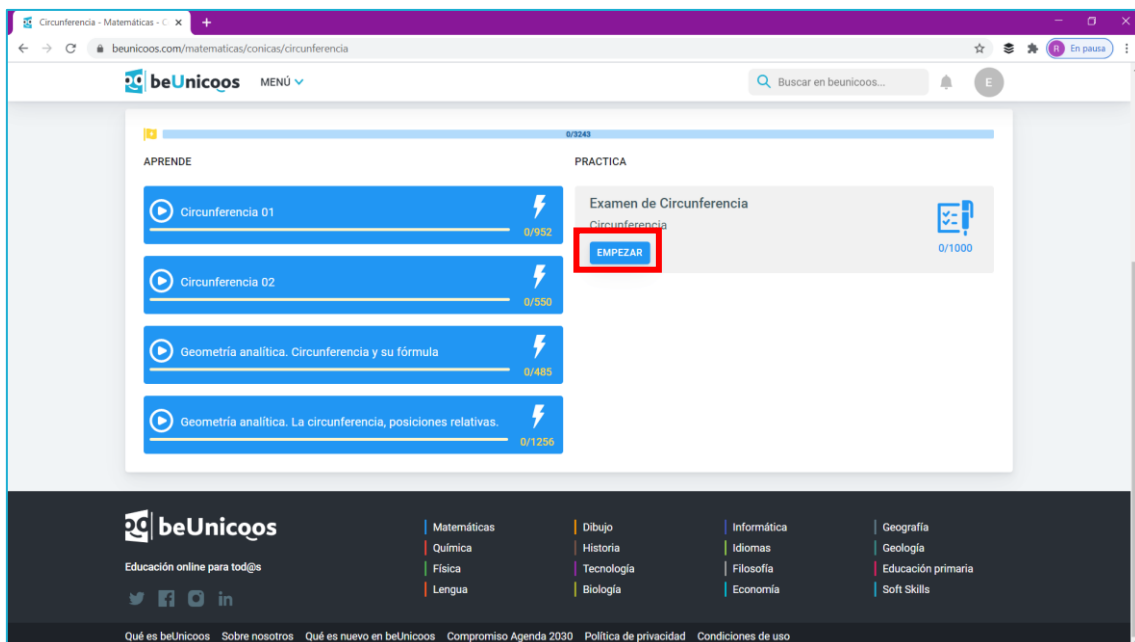 Circunferencia - Matemáticas - C
beunicoos.com/matematicas/conicas/circunferencia
R En pausa
beUnicoos
MENÚ
Buscar en beunicoos...
E
0/3243
APRENDE
PRACTICA
Circunferencia 01
0/952
Circunferencia 02
0/550
Geometría analítica. Circunferencia y su fórmula
0/485
Geometría analítica. La circunferencia, posiciones relativas.
0/1256
Examen de Circunferencia
Circunferencia
EMPEZAR
0/1000
beUnicoos
Educación online para tod@s
Matemáticas
Química
Física
Lengua
Dibujo
Historia
Tecnología
Biología
Informática
Idiomas
Filosofía
Economía
Geografía
Geología
Educación primaria
Soft Skills
Qué es beUnicoos Sobre nosotros Qué es nuevo en beUnicoos Compromiso Agenda 2030 Política de privacidad Condiciones de uso